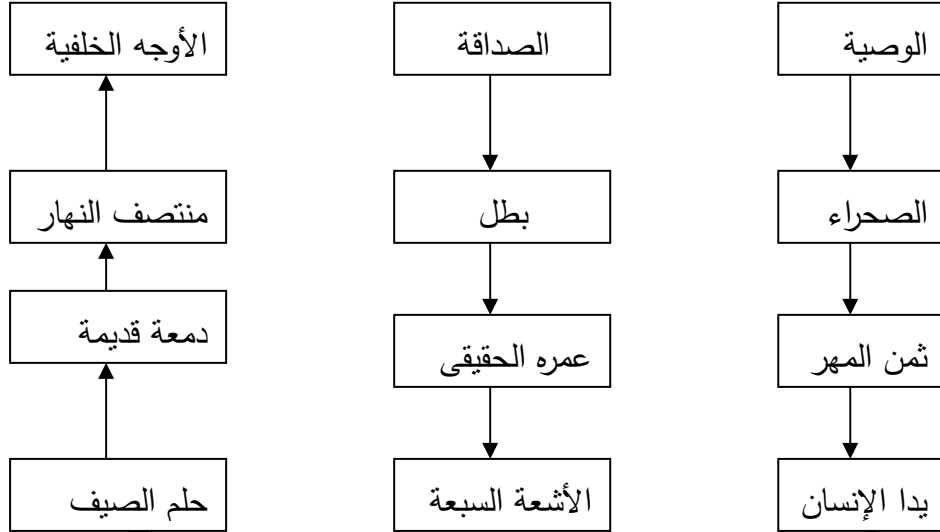 الوصية
الصحراء
ثمن المهر
يدا الإنسان
الصداقة
بطل
عمره الحقيقى
الأشعة السبعة
الأوجه الخلفية
منتصف النهار
دمعة قديمة
حلم الصيف